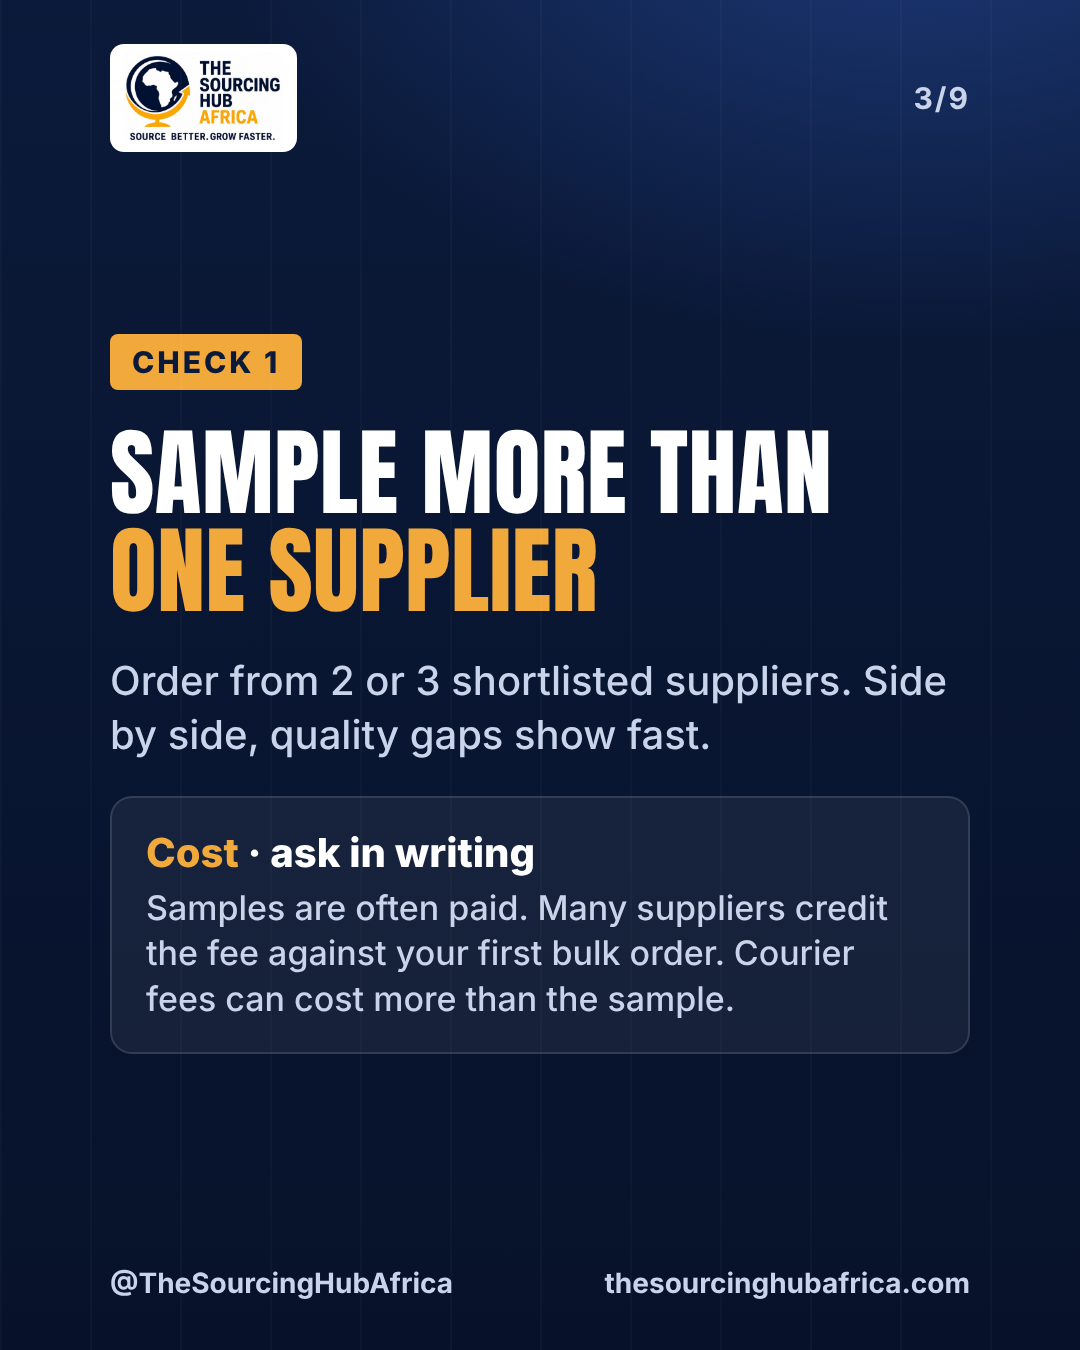 THE
SOURCING
HUB
AFRICA
SOURCE BETTER. GROW FASTER.
3/9
CHECK 1
SAMPLE MORE THAN
ONE SUPPLIER
Order from 2 or 3 shortlisted suppliers. Side
by side, quality gaps show fast.
Cost · ask in writing
Samples are often paid. Many suppliers credit
the fee against your first bulk order. Courier
fees can cost more than the sample.
@TheSourcingHubAfrica
thesourcinghubafrica.com